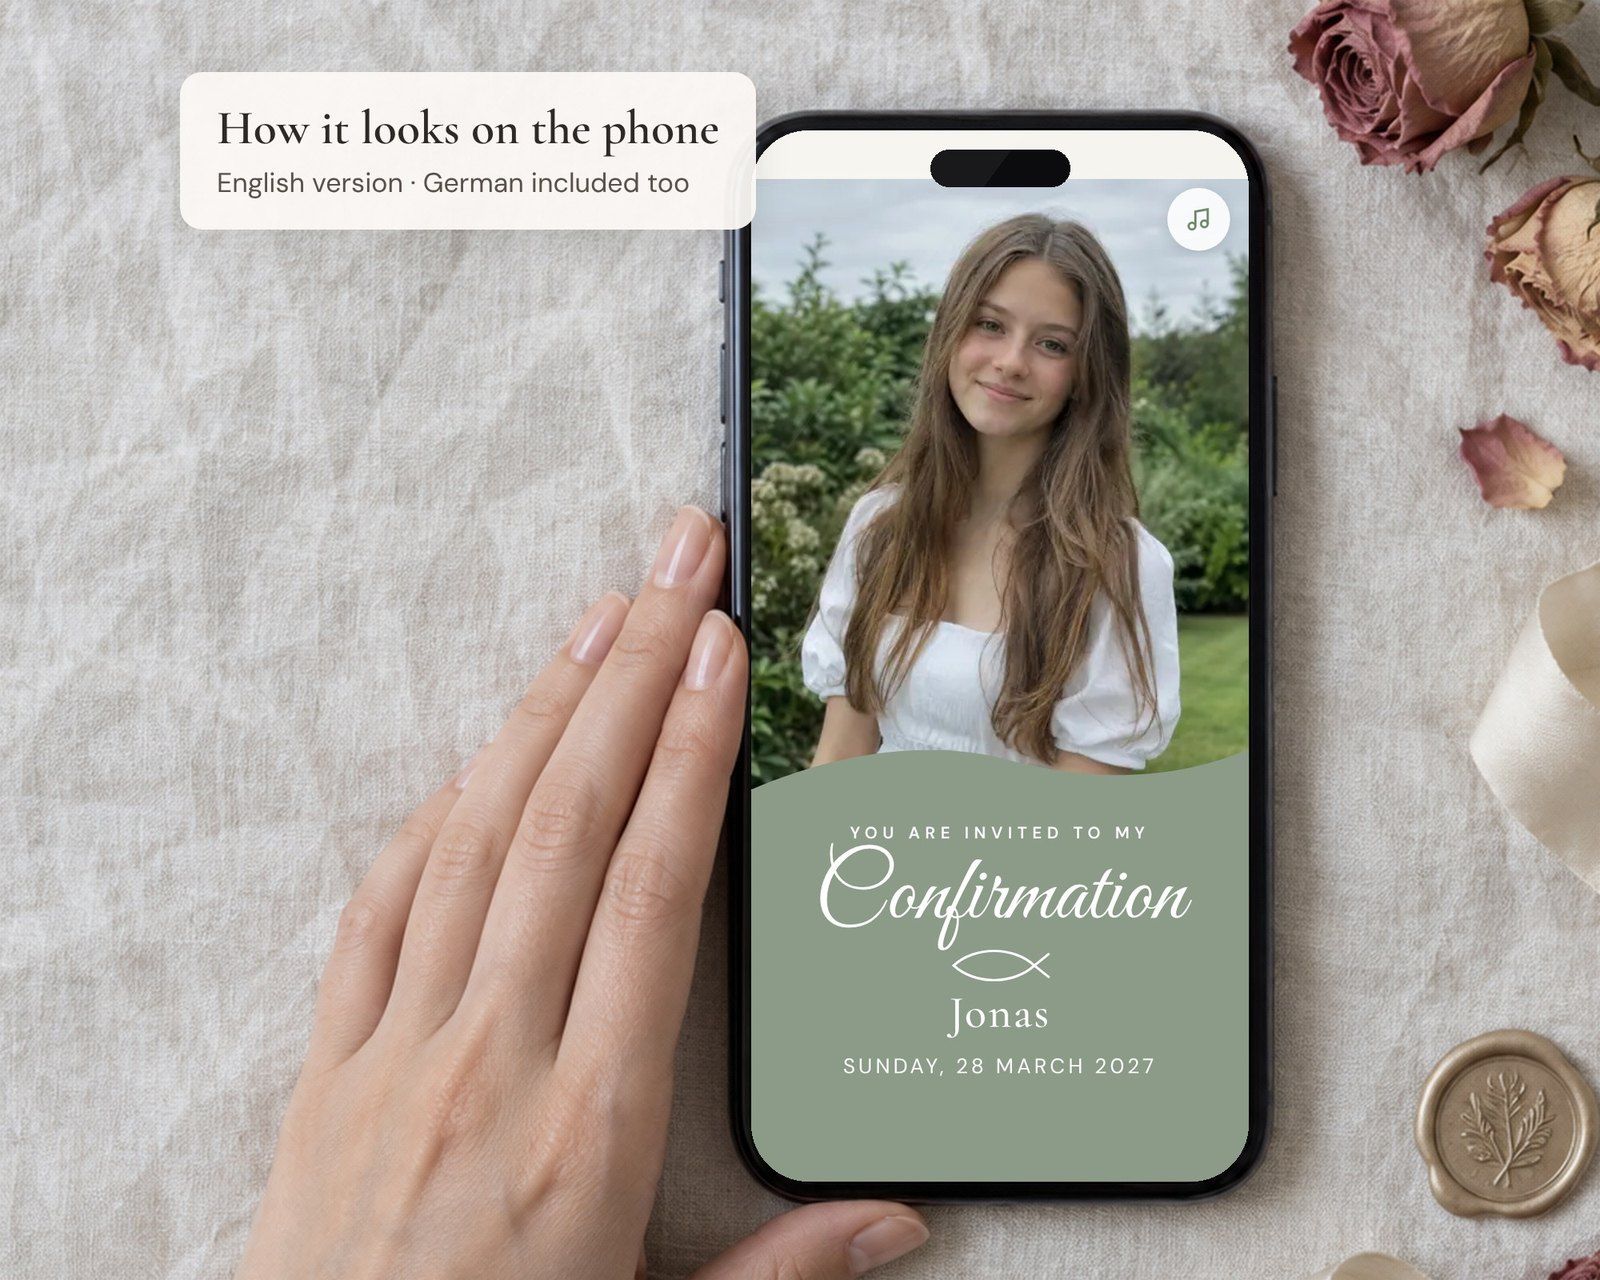 How it looks on the phone
English version · German included too
YOU ARE INVITED TO MY
Confirmation
Jonas
SUNDAY, 28 MARCH 2027